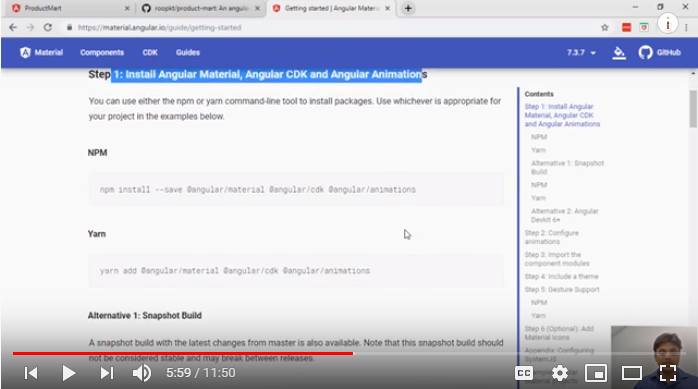 ProductMart
roopkt/product-mart: An angular
Getting started | Angular Materia
https://material.angular.io/guide/getting-started
Material Components CDK Guides 7.3.7 GitHub
Step 1: Install Angular Material, Angular CDK and Angular Animations
You can use either the npm or yarn command-line tool to install packages. Use whichever is appropriate for
your project in the examples below.
NPM
npm install --save @angular/material @angular/cdk @angular/animations
Yarn
yarn add @angular/material @angular/cdk @angular/animations
Alternative 1: Snapshot Build
A snapshot build with the latest changes from master is also available. Note that this snapshot build should
not be considered stable and may break between releases.
Contents
Step 1: Install Angular
Material, Angular CDK
and Angular Animations
NPM
Yarn
Alternative 1: Snapshot
Build
NPM
Yarn
Alternative 2: Angular
Devkit 6+
Step 2: Configure
animations
Step 3: Import the
component modules
Step 4: Include a theme
Step 5: Gesture Support
NPM
Yarn
Step 6 (Optional): Add
Material Icons
Appendix: Configuring
SystemJS
5:59 / 11:50
CC